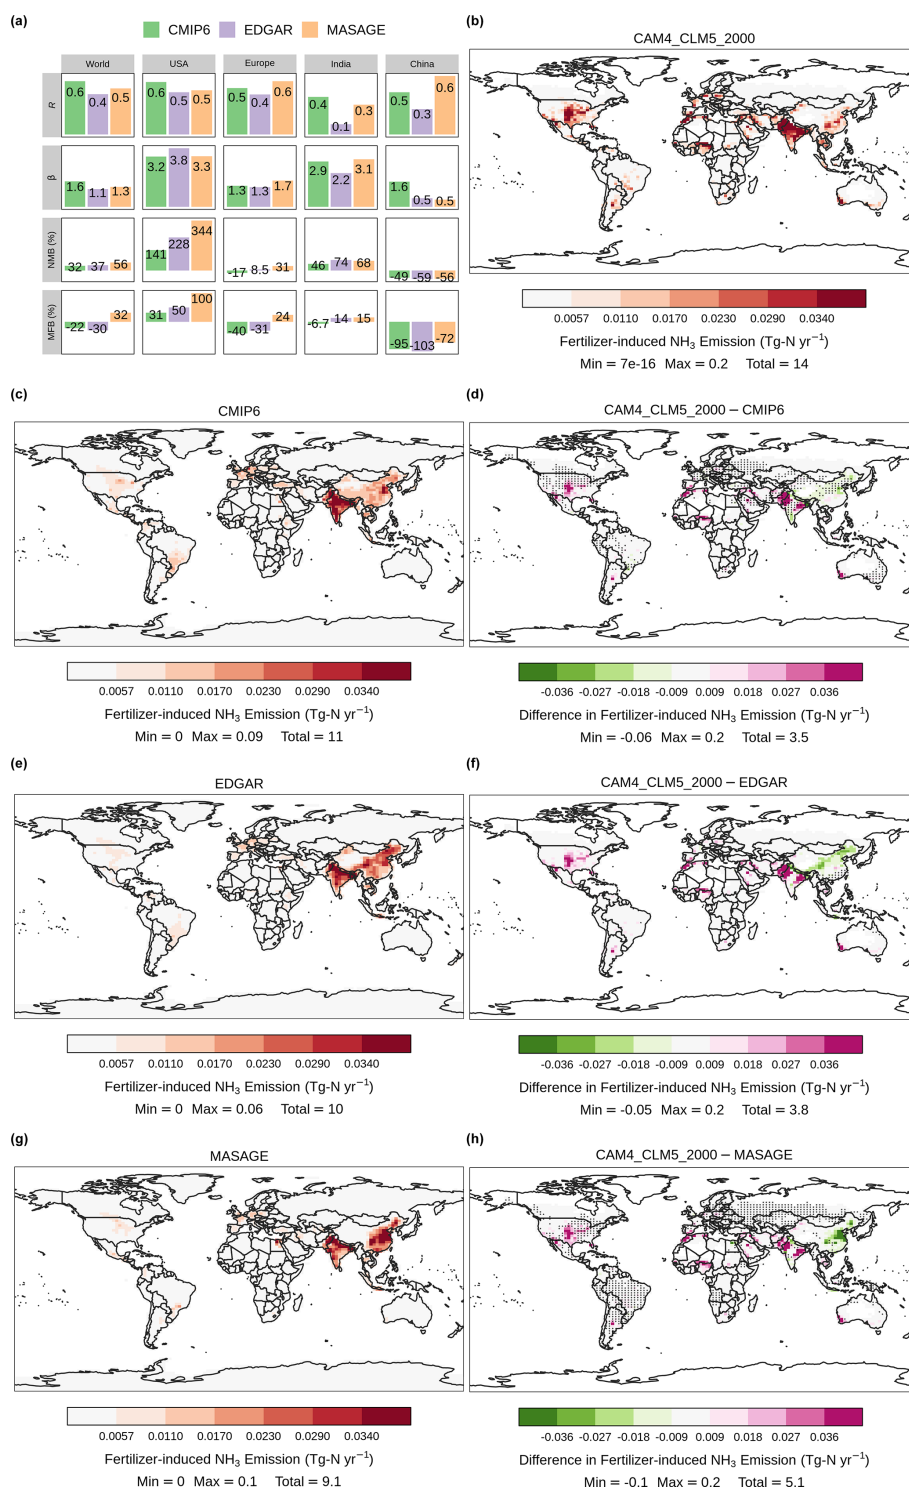 (a)
CMIP6 EDGAR MASAGE
World USA Europe India China
R
0.6 0.4 0.5 0.6 0.5 0.5 0.5 0.4 0.6 0.4 0.1 0.3 0.5 0.3 0.6
β
1.6 1.1 1.3 3.2 3.8 3.3 1.3 1.3 1.7 2.9 2.2 3.1 1.6 0.5 0.5
NMB (%)
32 37 56 141 228 344 -17 8.5 31 46 74 68 -49 -59 -56
MFB (%)
-22 -30 32 31 50 100 -40 -31 24 -6.7 14 15 -95 -103 -72
(b)
CAM4_CLM5_2000
0.0057 0.0110 0.0170 0.0230 0.0290 0.0340
Fertilizer-induced NH₃ Emission (Tg-N yr⁻¹)
Min = 7e-16 Max = 0.2 Total = 14
(c)
CMIP6
0.0057 0.0110 0.0170 0.0230 0.0290 0.0340
Fertilizer-induced NH₃ Emission (Tg-N yr⁻¹)
Min = 0 Max = 0.09 Total = 11
(d)
CAM4_CLM5_2000 − CMIP6
-0.036 -0.027 -0.018 -0.009 0.009 0.018 0.027 0.036
Difference in Fertilizer-induced NH₃ Emission (Tg-N yr⁻¹)
Min = -0.06 Max = 0.2 Total = 3.5
(e)
EDGAR
0.0057 0.0110 0.0170 0.0230 0.0290 0.0340
Fertilizer-induced NH₃ Emission (Tg-N yr⁻¹)
Min = 0 Max = 0.06 Total = 10
(f)
CAM4_CLM5_2000 − EDGAR
-0.036 -0.027 -0.018 -0.009 0.009 0.018 0.027 0.036
Difference in Fertilizer-induced NH₃ Emission (Tg-N yr⁻¹)
Min = -0.05 Max = 0.2 Total = 3.8
(g)
MASAGE
0.0057 0.0110 0.0170 0.0230 0.0290 0.0340
Fertilizer-induced NH₃ Emission (Tg-N yr⁻¹)
Min = 0 Max = 0.1 Total = 9.1
(h)
CAM4_CLM5_2000 − MASAGE
-0.036 -0.027 -0.018 -0.009 0.009 0.018 0.027 0.036
Difference in Fertilizer-induced NH₃ Emission (Tg-N yr⁻¹)
Min = -0.1 Max = 0.2 Total = 5.1